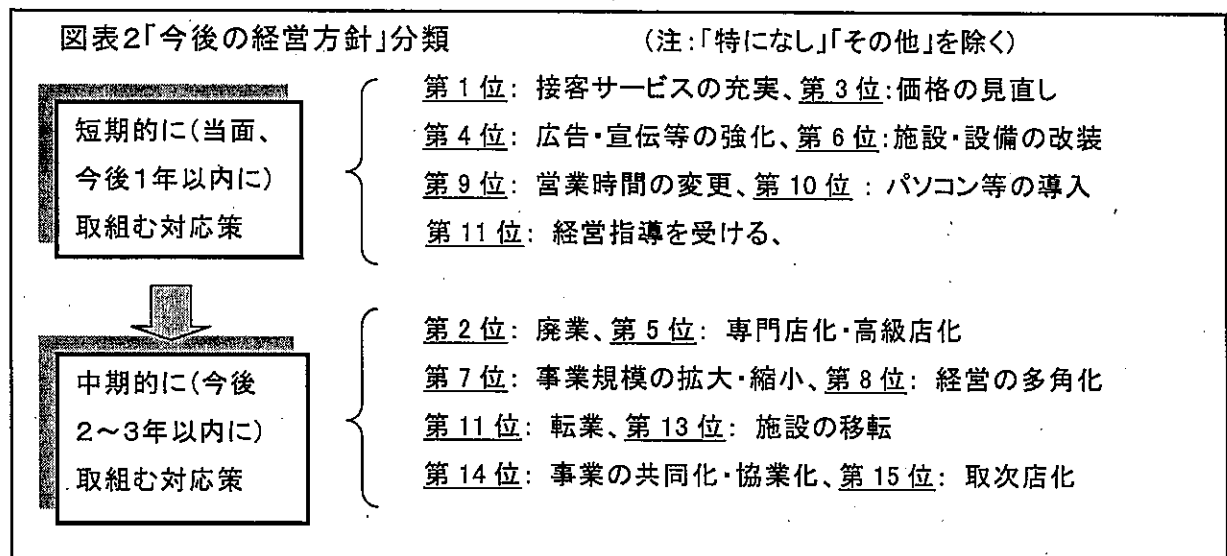 図表2「今後の経営方針」分類 (注:「特になし」「その他」を除く)
短期的に(当面、
今後1年以内に)
取組む対応策
第1位: 接客サービスの充実、第3位:価格の見直し
第4位: 広告・宣伝等の強化、第6位:施設・設備の改装
第9位: 営業時間の変更、第10位: パソコン等の導入
第11位: 経営指導を受ける、
中期的に(今後
2~3年以内に)
取組む対応策
第2位: 廃業、第5位: 専門店化・高級店化
第7位: 事業規模の拡大・縮小、第8位: 経営の多角化
第11位: 転業、第13位: 施設の移転
第14位: 事業の共同化・協業化、第15位: 取次店化